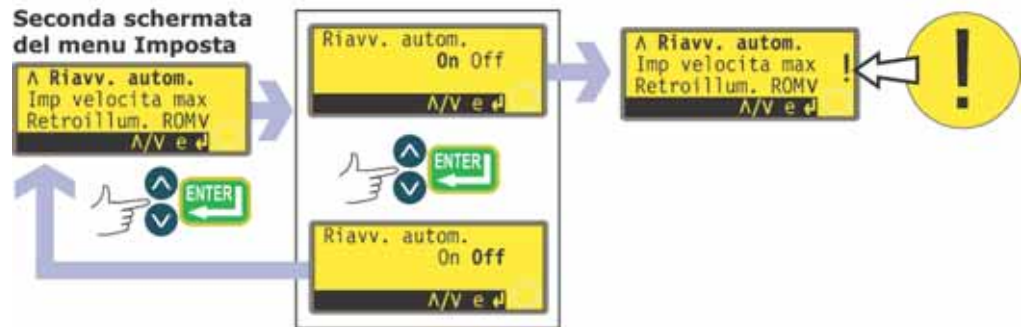 Seconda schermata
del menu Imposta
Λ Riavv. autom.
Imp velocita max
Retroillum. ROMV
Λ/V e ↲
ENTER
Riavv. autom.
On Off
Λ/V e ↲
ENTER
Riavv. autom.
On Off
Λ/V e ↲
Λ Riavv. autom.
Imp velocita max !
Retroillum. ROMV
Λ/V e ↲
!